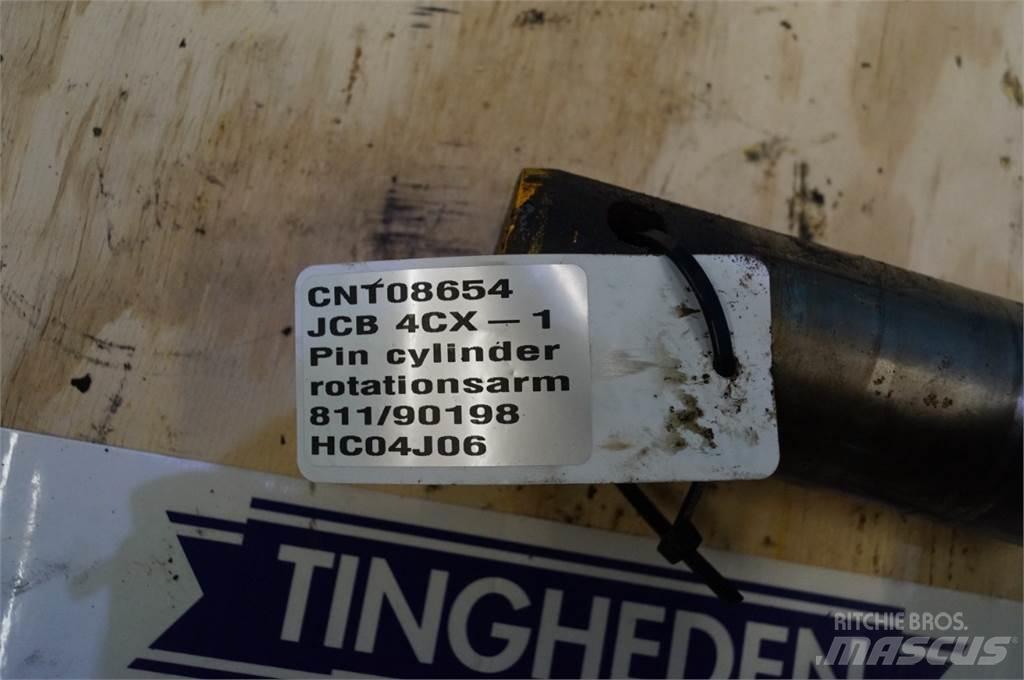 CNT08654
JCB 4CX – 1
Pin cylinder
rotationsarm
811/90198
HC04J06
TINGHEDEN
RITCHIE BROS.
MASCUS